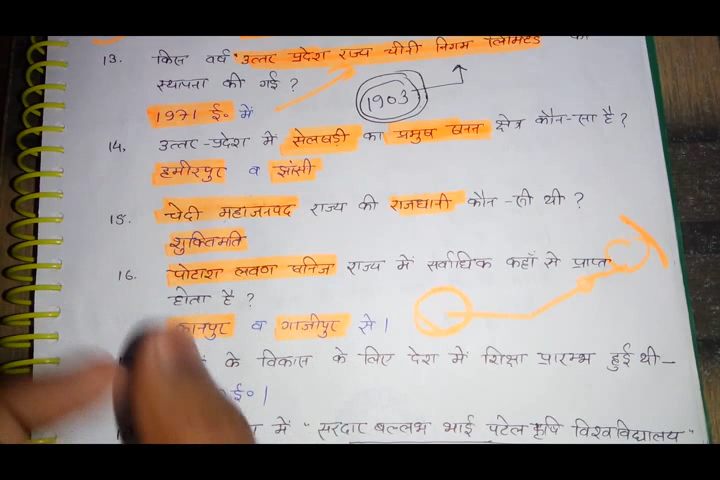 13. किस वर्ष "उत्तर प्रदेश राज्य चीनी निगम लिमिटेड की
स्थापना की गई ?
1903
1971 ई० में
14. उत्तर-प्रदेश में सेलखड़ी का प्रमुख खनन क्षेत्र कौन-सा है ?
हमीरपुर व झांसी
15. चेदी महाजनपद राज्य की राजधानी कौन-सी थी ?
शुक्तिमति
16. पोटाश लवण खनिज राज्य में सर्वाधिक कहाँ से प्राप्त
होता है ?
कानपुर व गाजीपुर से।
के विकास के लिए देश में शिक्षा प्रारम्भ हुई थी –
ई०।
में "सरदार बल्लभ भाई पटेल कृषि विश्वविद्यालय"